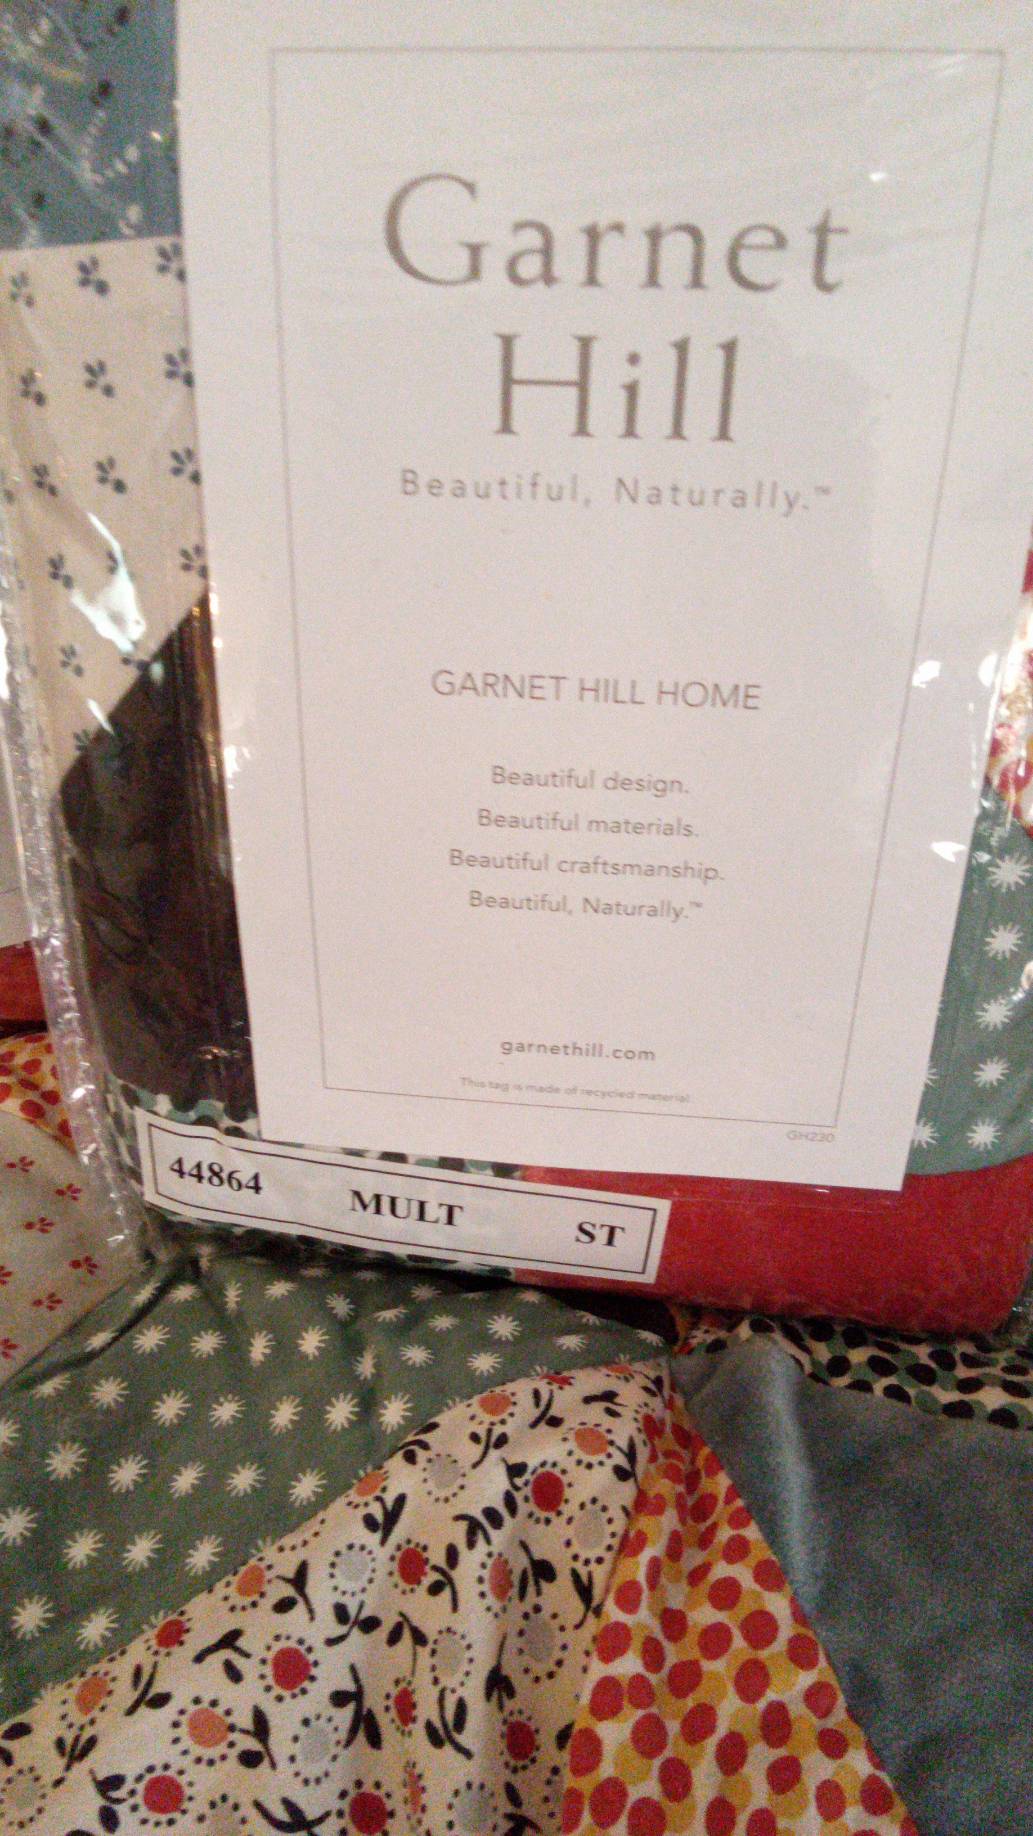 Garnet
Hill
Beautiful, Naturally.™
GARNET HILL HOME
Beautiful design.
Beautiful materials.
Beautiful craftsmanship.
Beautiful, Naturally.™
garnethill.com
This tag is made of recycled material.
GH230
44864 MULT ST